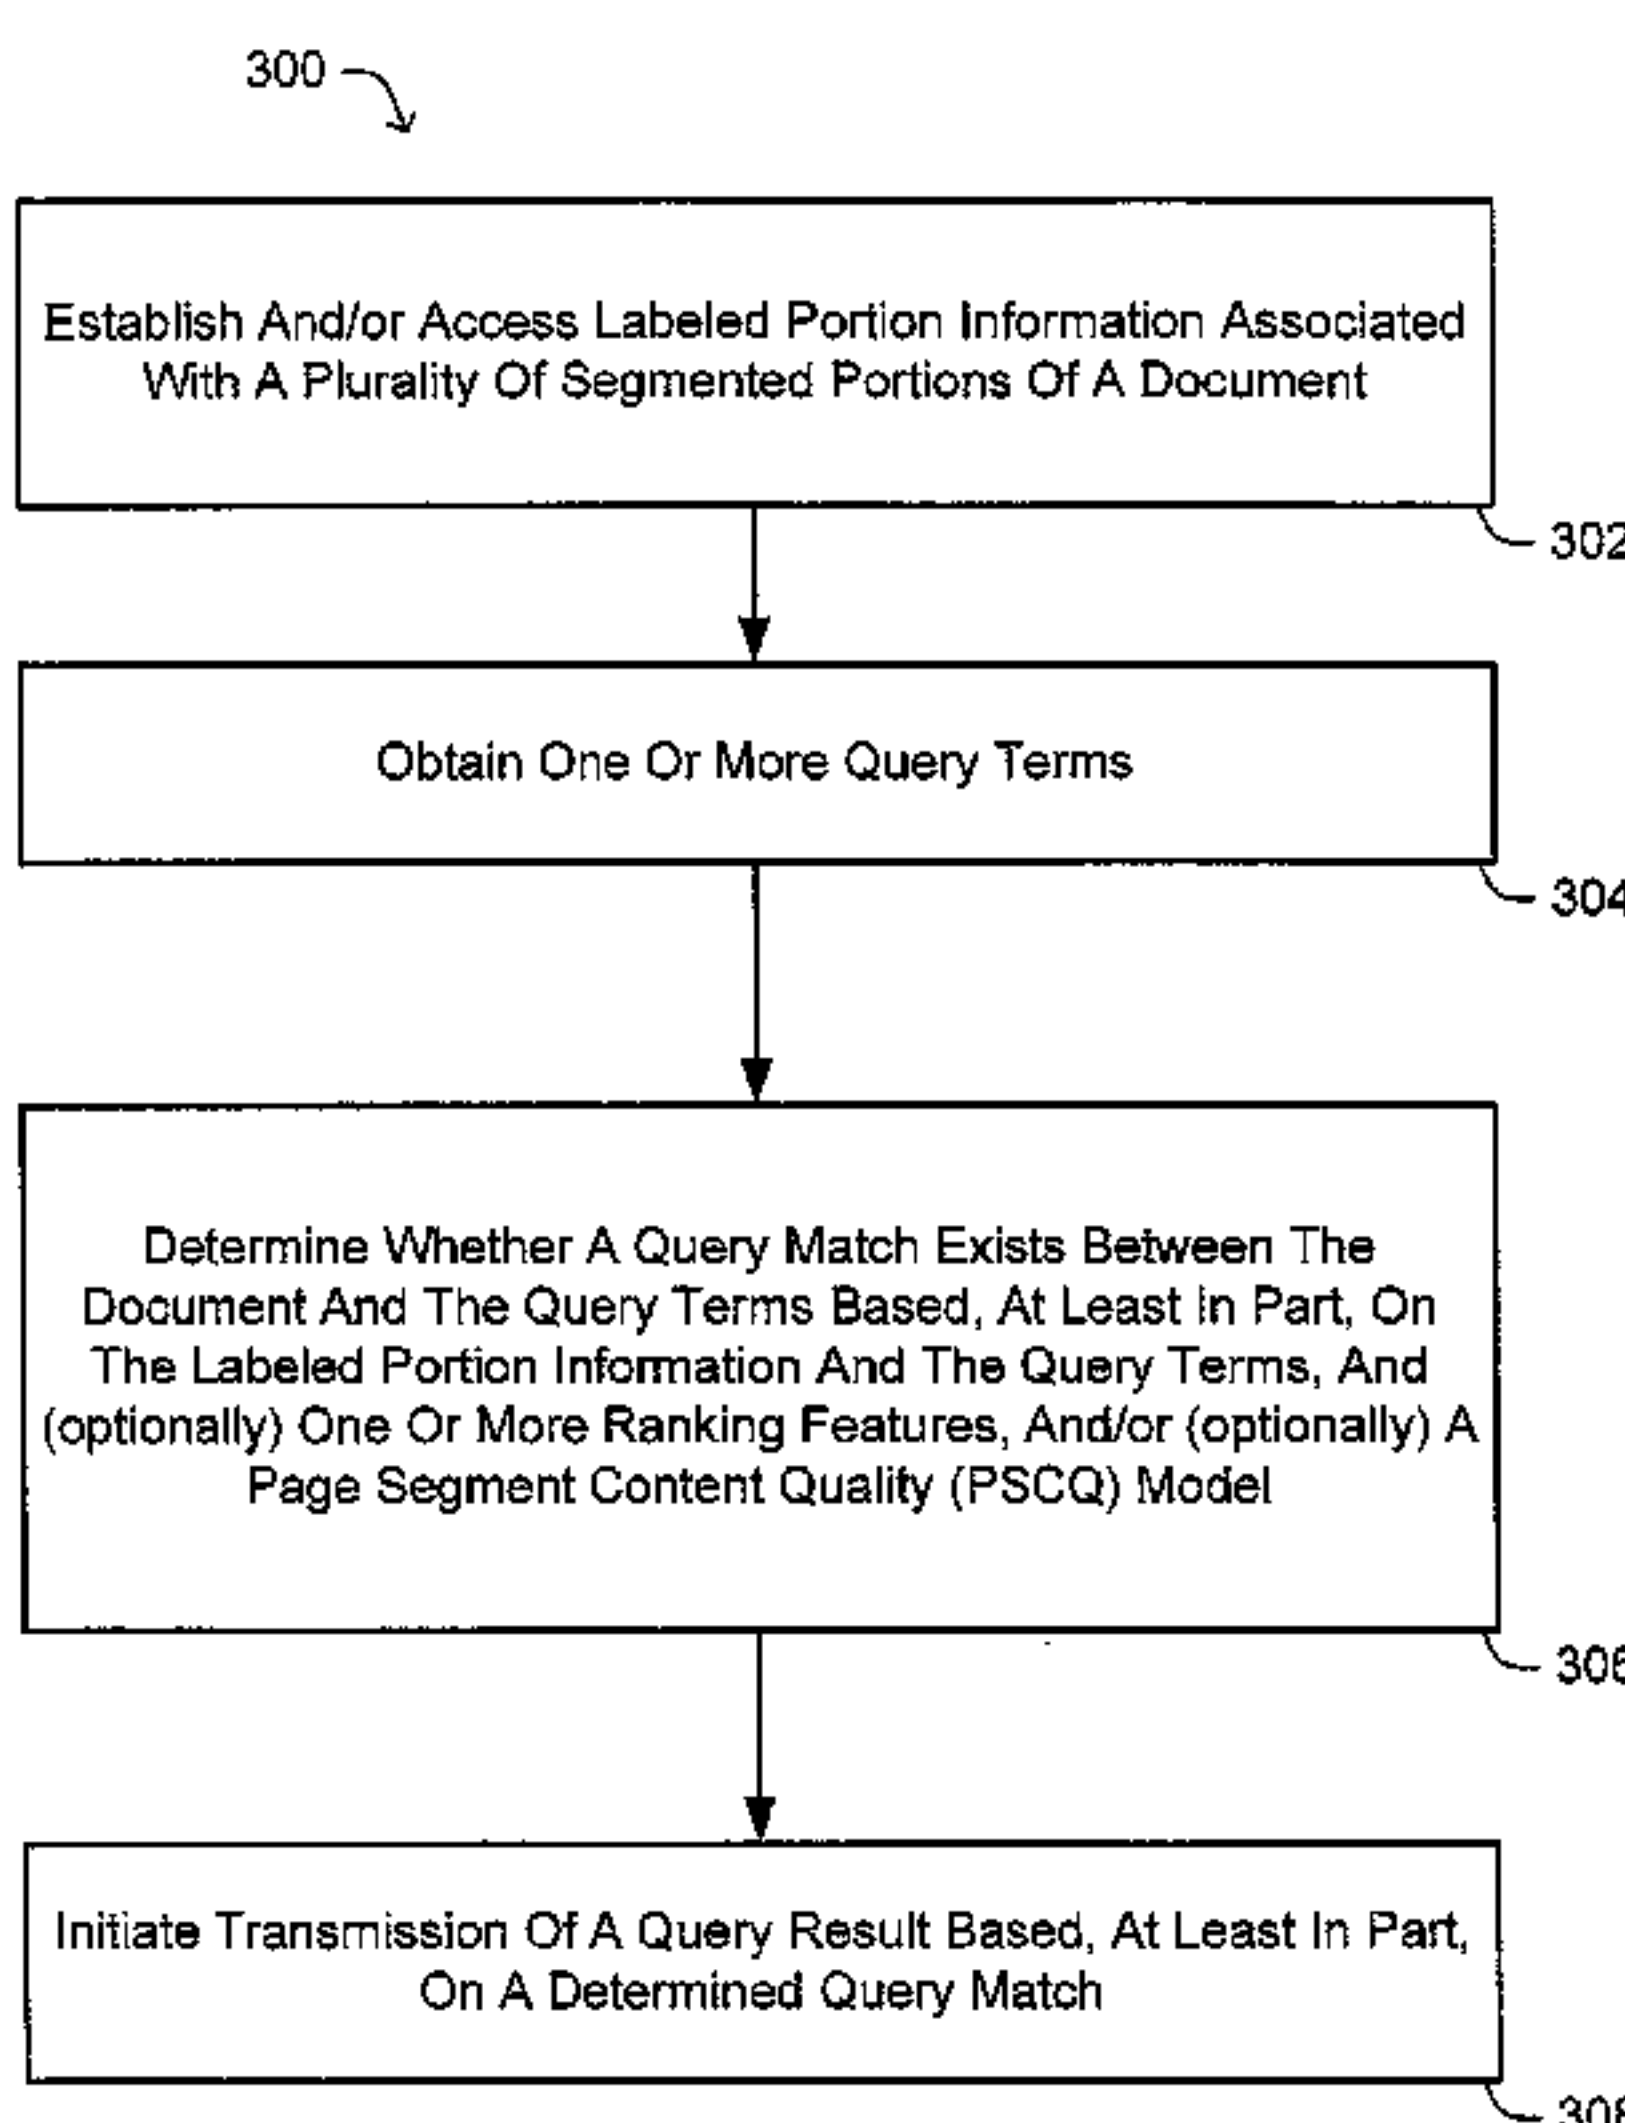 300
Establish And/or Access Labeled Portion Information Associated
With A Plurality Of Segmented Portions Of A Document
302
Obtain One Or More Query Terms
304
Determine Whether A Query Match Exists Between The
Document And The Query Terms Based, At Least In Part, On
The Labeled Portion Information And The Query Terms, And
(optionally) One Or More Ranking Features, And/or (optionally) A
Page Segment Content Quality (PSCQ) Model
306
Initiate Transmission Of A Query Result Based, At Least In Part,
On A Determined Query Match
308